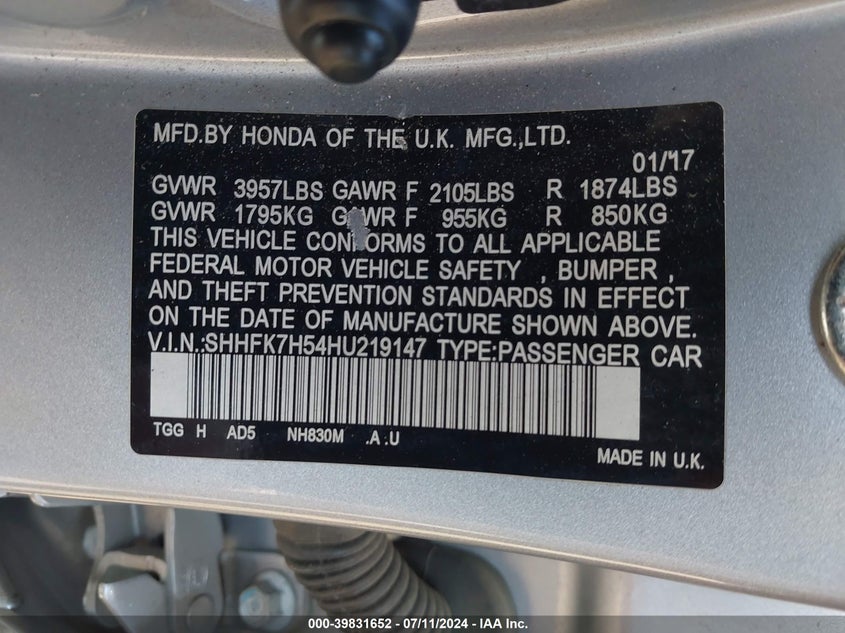 MFD.BY HONDA OF THE U.K. MFG.,LTD.
01/'17
GVWR 3957LBS GAWR F 2105LBS R 1874LBS
GVWR 1795KG GAWR F 955KG R 850KG
THIS VEHICLE CONFORMS TO ALL APPLICABLE
FEDERAL MOTOR VEHICLE SAFETY , BUMPER ,
AND THEFT PREVENTION STANDARDS IN EFFECT
ON THE DATE OF MANUFACTURE SHOWN ABOVE.
V.I.N.:SHHFK7H54HU219147 TYPE:PASSENGER CAR
TGG H AD5 NH830M .A .U
MADE IN U.K.
000-39831652 - 07/11/2024 - IAA Inc.